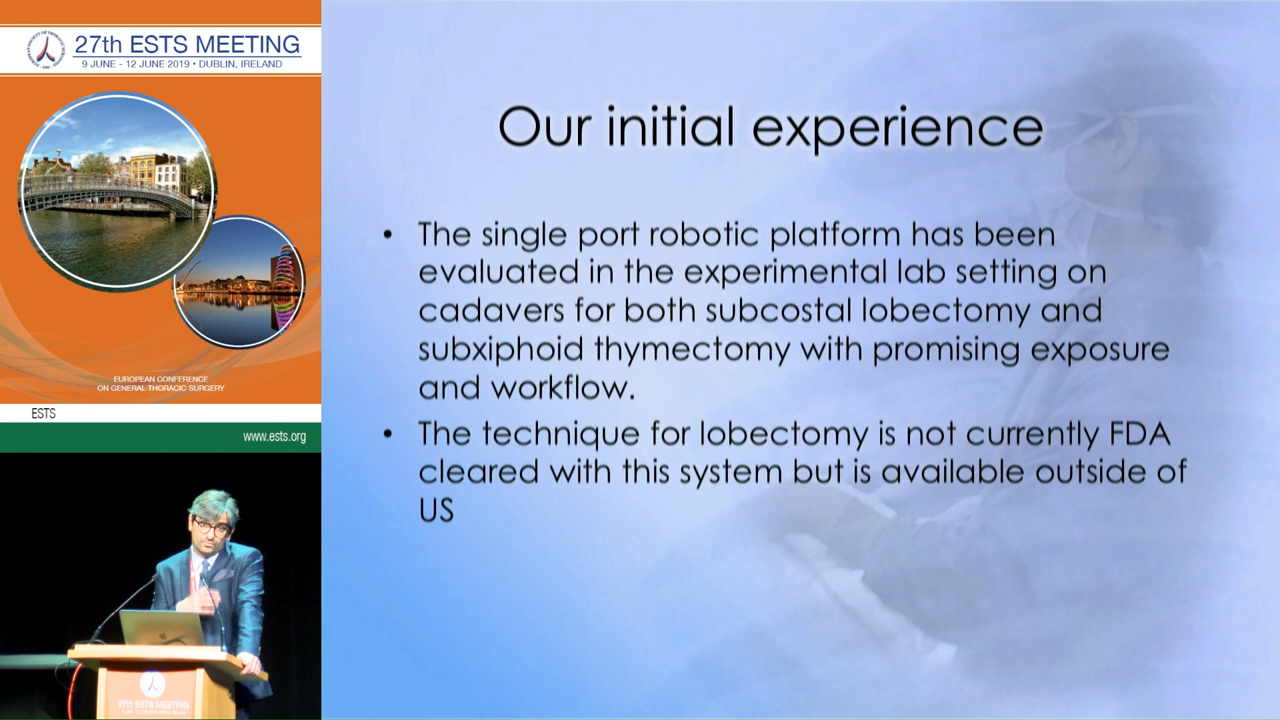 27th ESTS MEETING
9 JUNE - 12 JUNE 2019 • DUBLIN, IRELAND
EUROPEAN CONFERENCE
ON GENERAL THORACIC SURGERY
ESTS
www.ests.org
27th ESTS MEETING
Our initial experience
• The single port robotic platform has been
evaluated in the experimental lab setting on
cadavers for both subcostal lobectomy and
subxiphoid thymectomy with promising exposure
and workflow.
• The technique for lobectomy is not currently FDA
cleared with this system but is available outside of
US